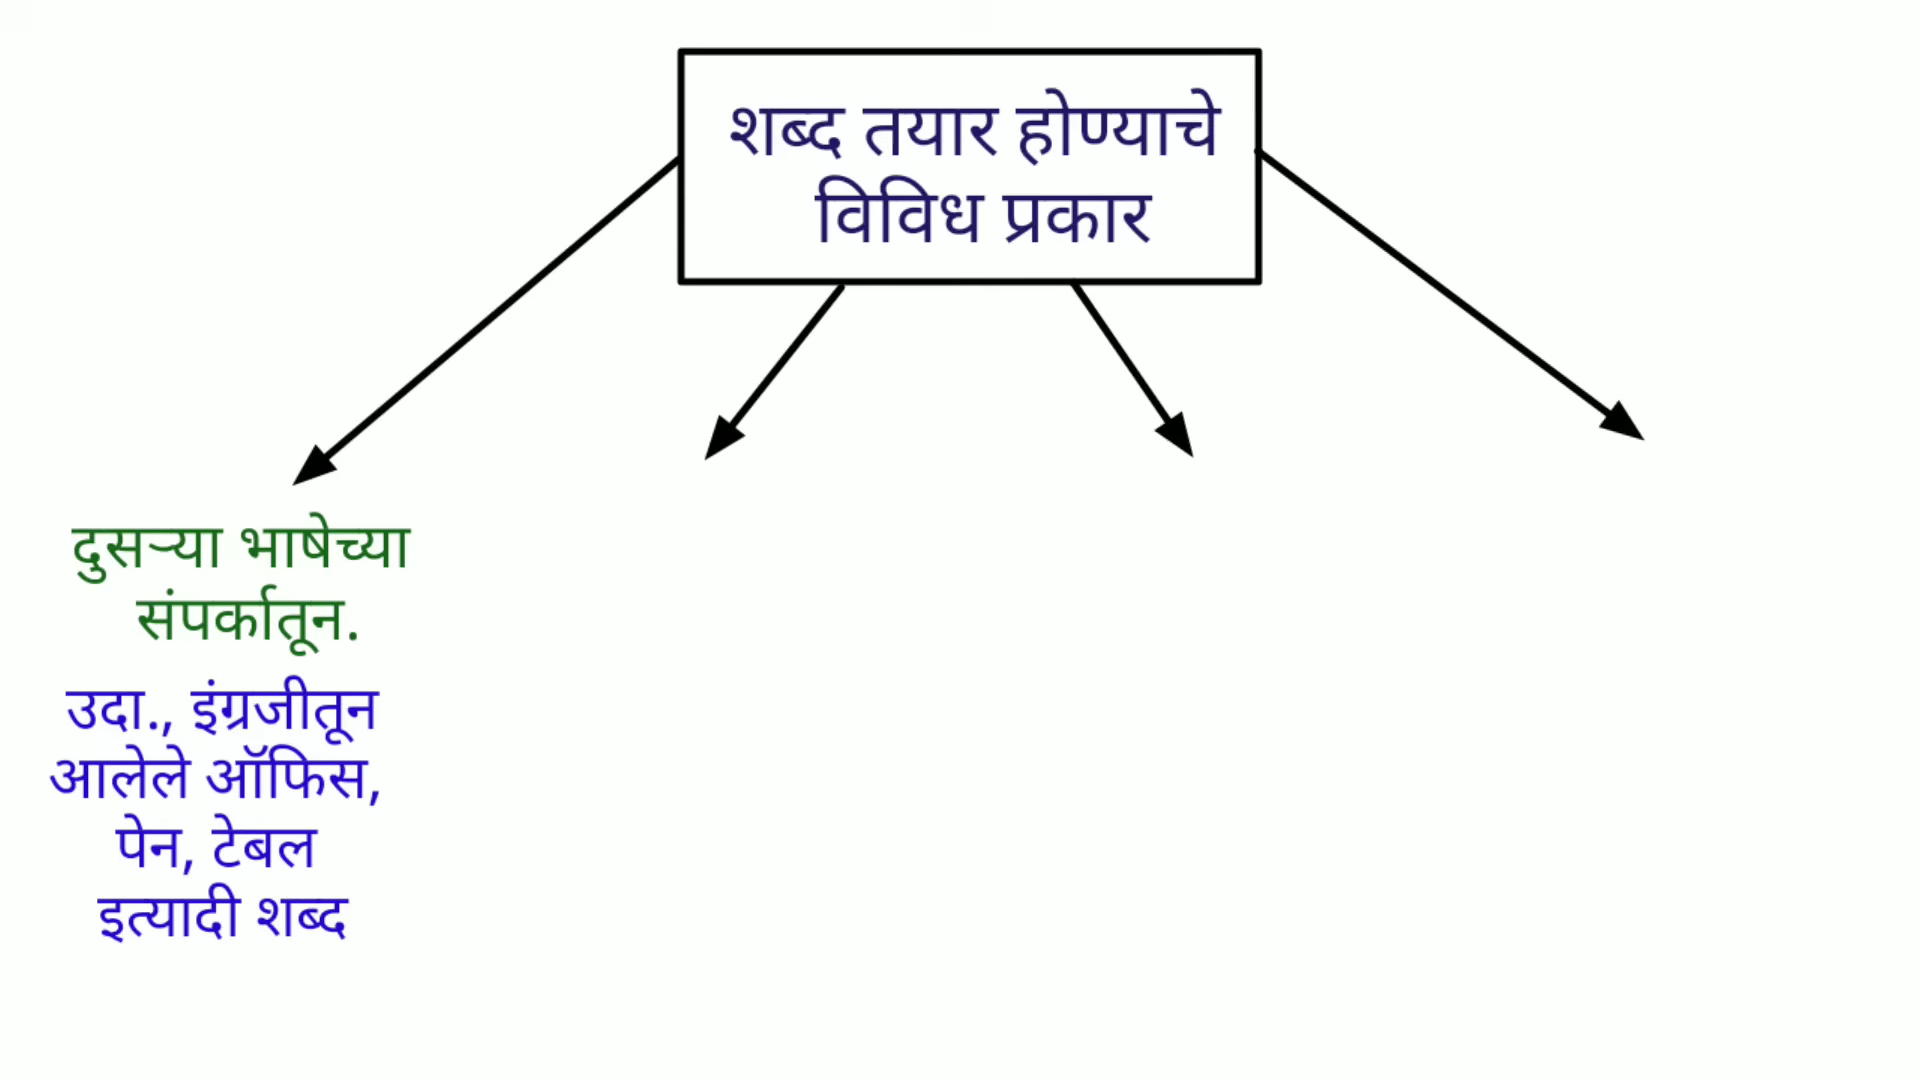 शब्द तयार होण्याचे
विविध प्रकार
दुसऱ्या भाषेच्या
संपर्कातून.
उदा., इंग्रजीतून
आलेले ऑफिस,
पेन, टेबल
इत्यादी शब्द